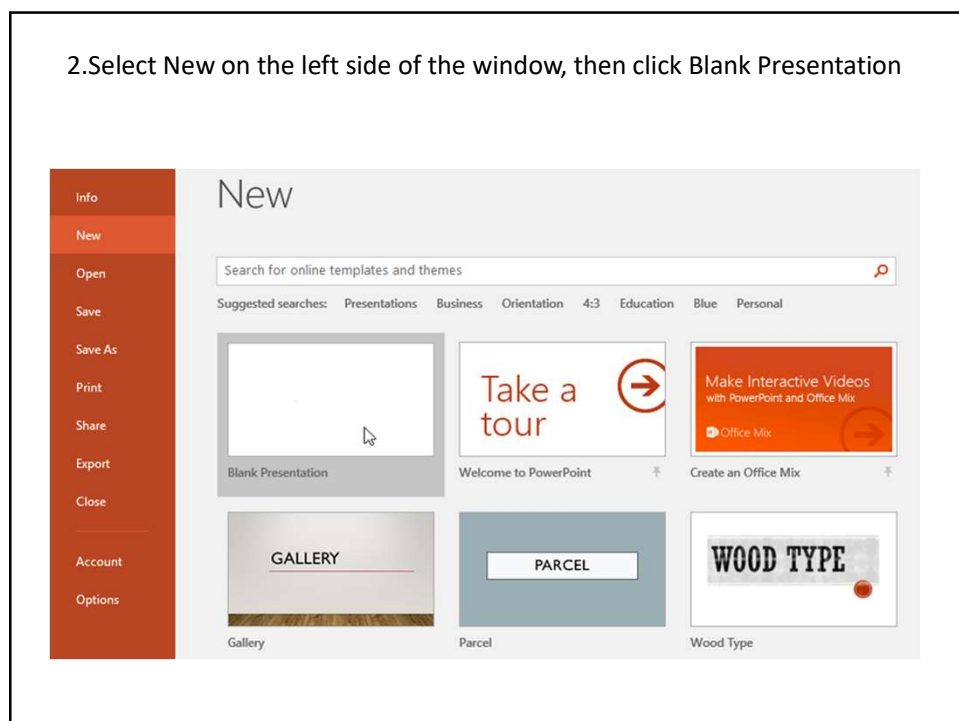 2.Select New on the left side of the window, then click Blank Presentation
Info
New
Open
Save
Save As
Print
Share
Export
Close
Account
Options
New
Search for online templates and themes
Suggested searches: Presentations Business Orientation 4:3 Education Blue Personal
Blank Presentation
Take a
tour
Welcome to PowerPoint
Make Interactive Videos
with PowerPoint and Office Mix
Office Mix
Create an Office Mix
GALLERY
Gallery
PARCEL
Parcel
WOOD TYPE
Wood Type